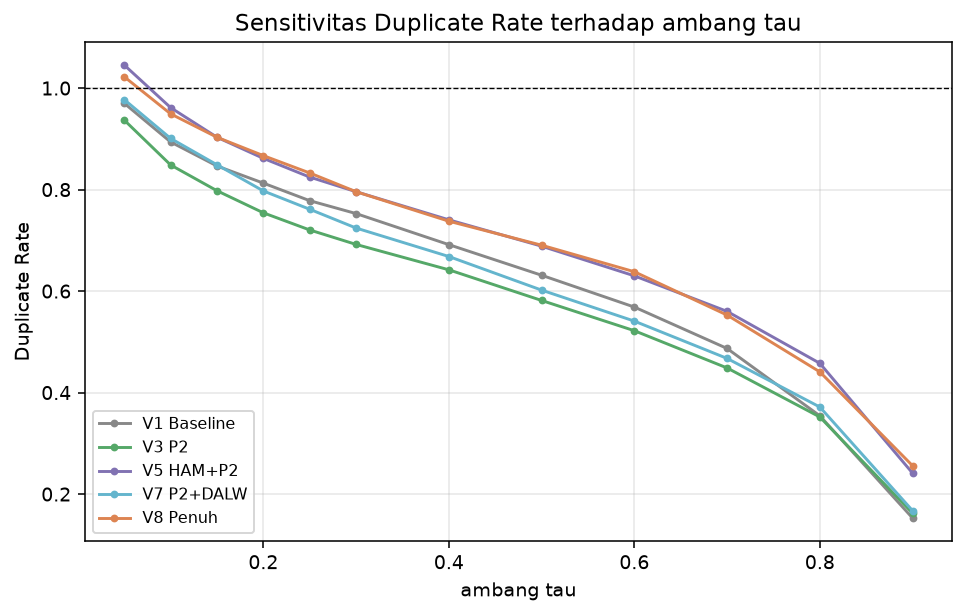 Sensitivitas Duplicate Rate terhadap ambang tau
Duplicate Rate
1.0
0.8
0.6
0.4
0.2
V1 Baseline
V3 P2
V5 HAM+P2
V7 P2+DALW
V8 Penuh
0.2 0.4 0.6 0.8
ambang tau